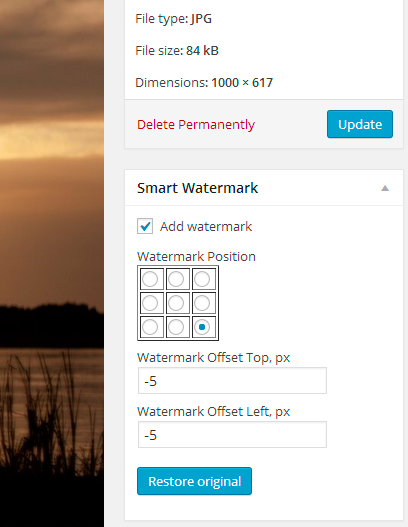 File type: JPG
File size: 84 kB
Dimensions: 1000 × 617
Delete Permanently Update
Smart Watermark
Add watermark
Watermark Position
Watermark Offset Top, px
-5
Watermark Offset Left, px
-5
Restore original